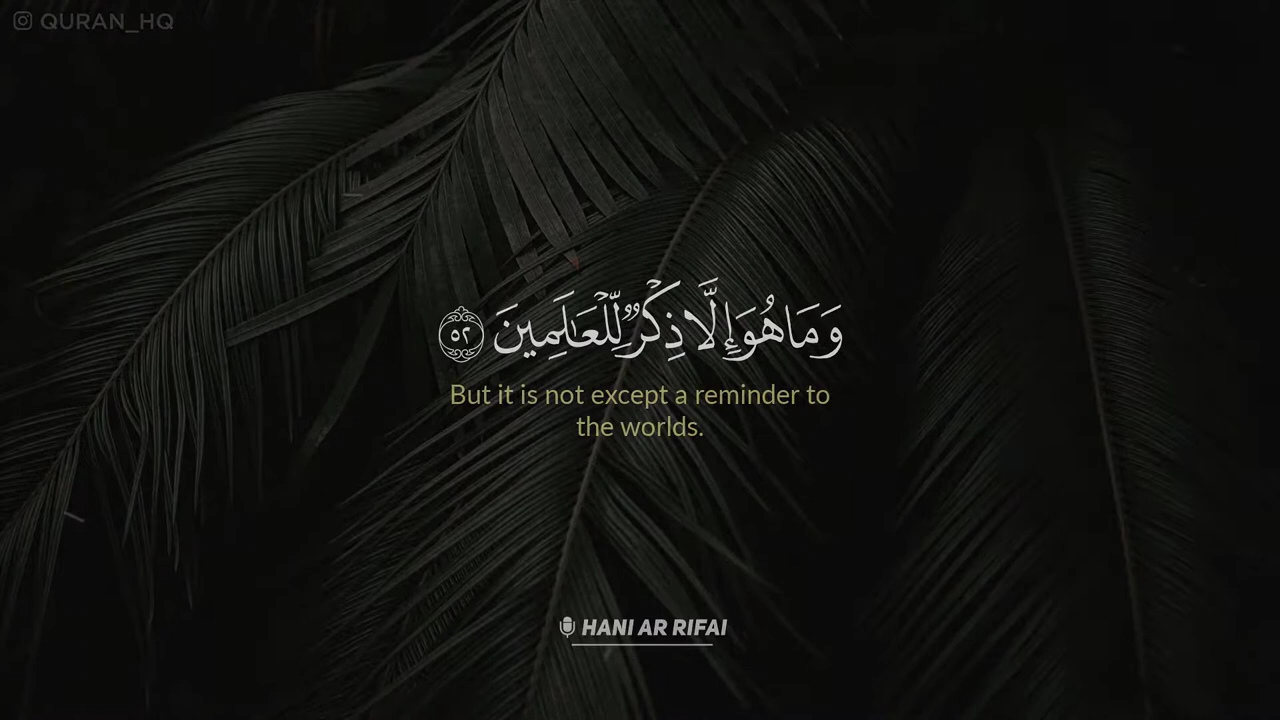 QURAN_HQ
وَمَا هُوَ إِلَّا ذِكْرٌ لِّلْعَـٰلَمِينَ ٥٢
But it is not except a reminder to
the worlds.
HANI AR RIFAI